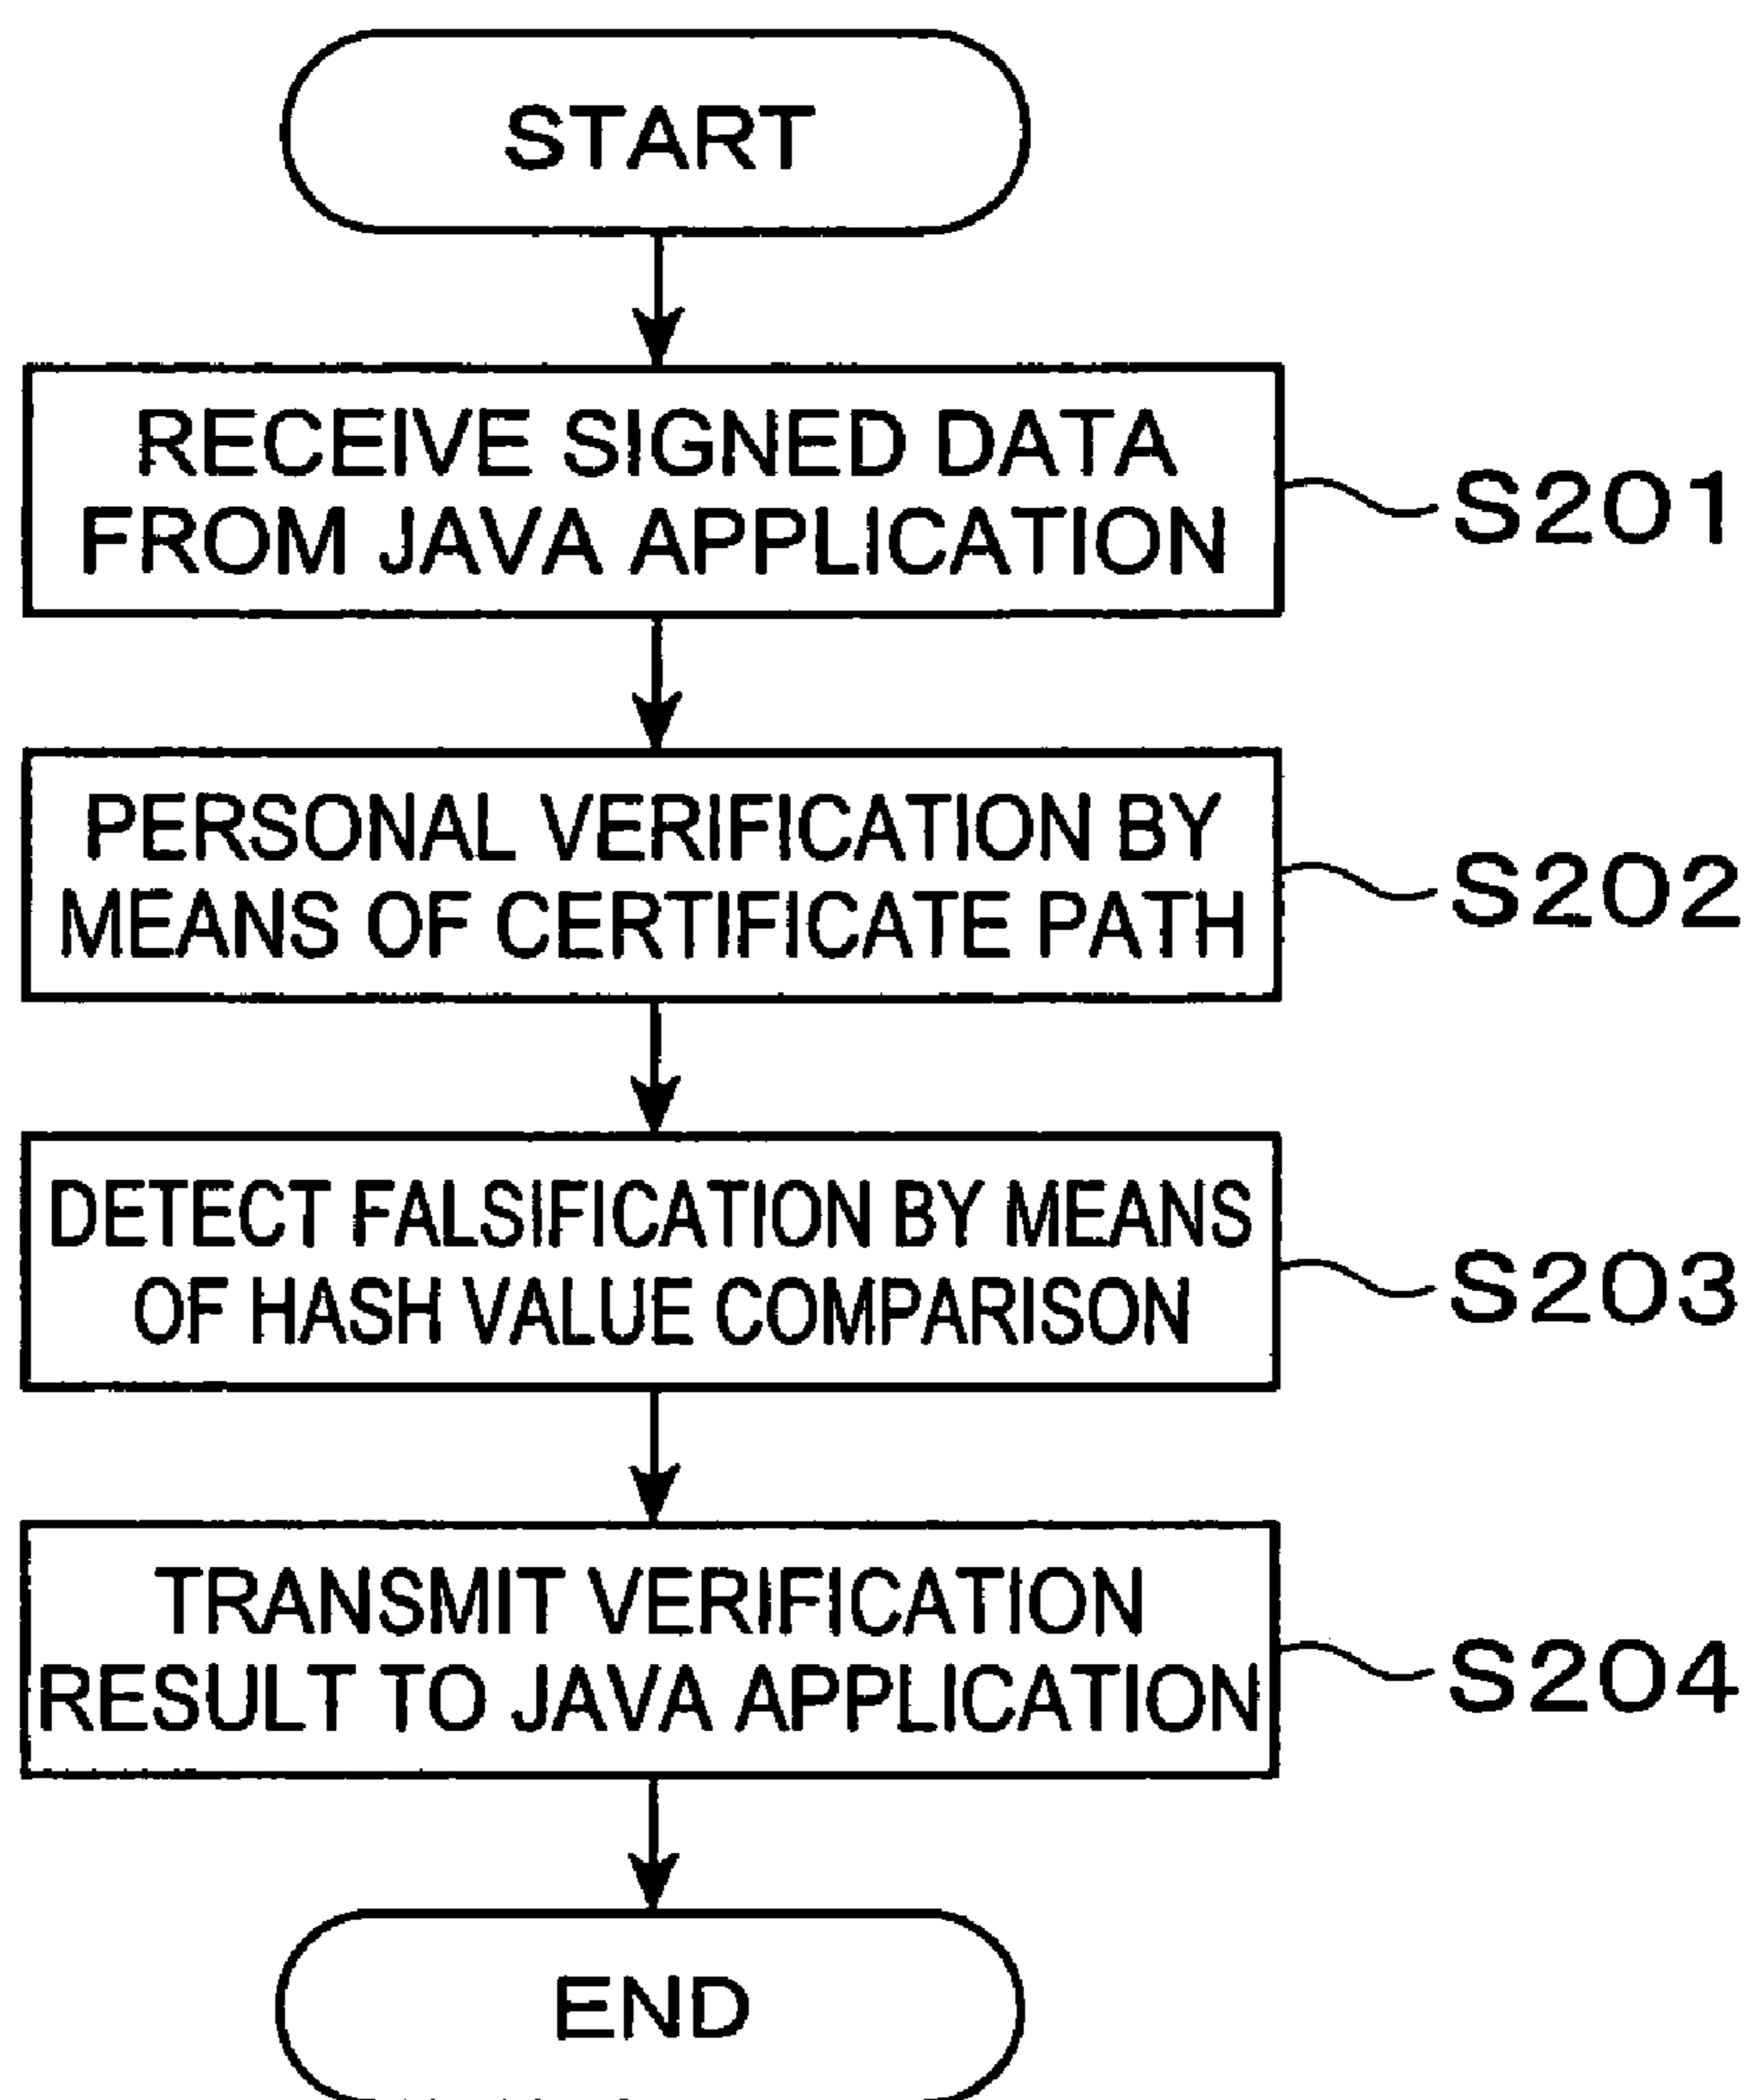 START
RECEIVE SIGNED DATA
FROM JAVA APPLICATION
S201
PERSONAL VERIFICATION BY
MEANS OF CERTIFICATE PATH
S202
DETECT FALSIFICATION BY MEANS
OF HASH VALUE COMPARISON
S203
TRANSMIT VERIFICATION
RESULT TO JAVA APPLICATION
S204
END